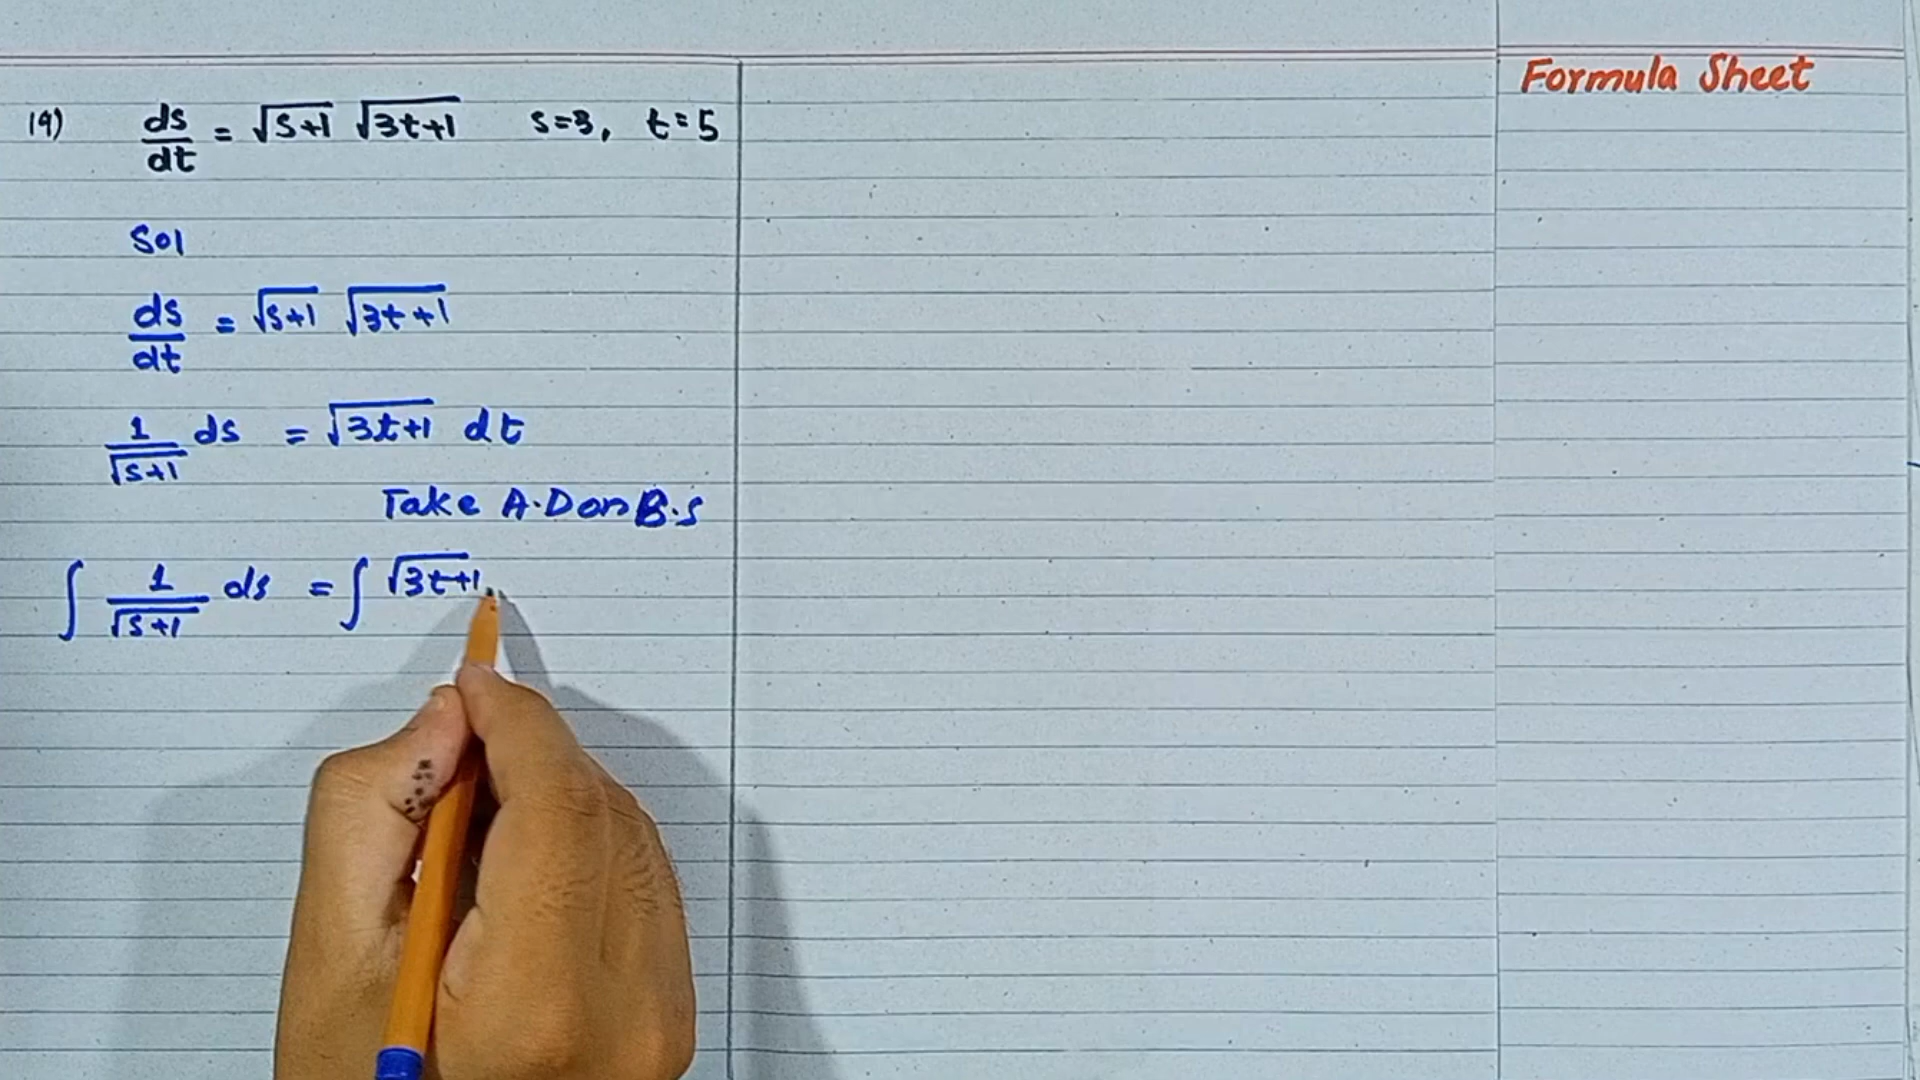 Formula Sheet
19) ds/dt = √s+1 √3t+1 s=3, t=5
Sol
ds/dt = √s+1 √3t+1
1/√s+1 ds = √3t+1 dt
Take A.D on B.S
∫ 1/√s+1 ds = ∫ √3t+1